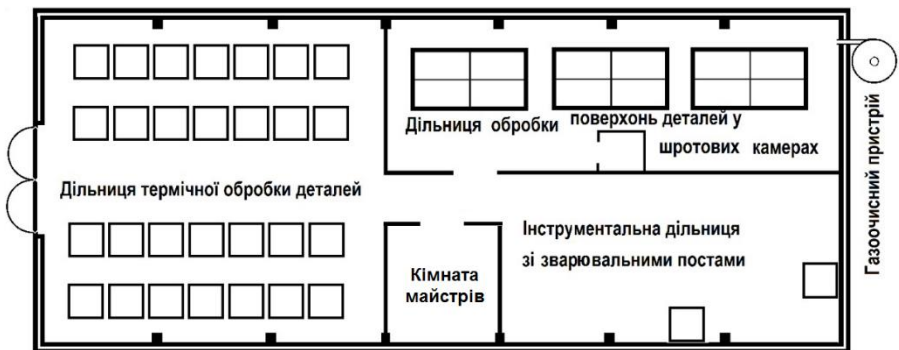 Дільниця обробки поверхонь деталей у
шротових камерах
Дільниця термічної обробки деталей
Інструментальна дільниця
зі зварювальними постами
Кімната
майстрів
Газоочисний пристрій